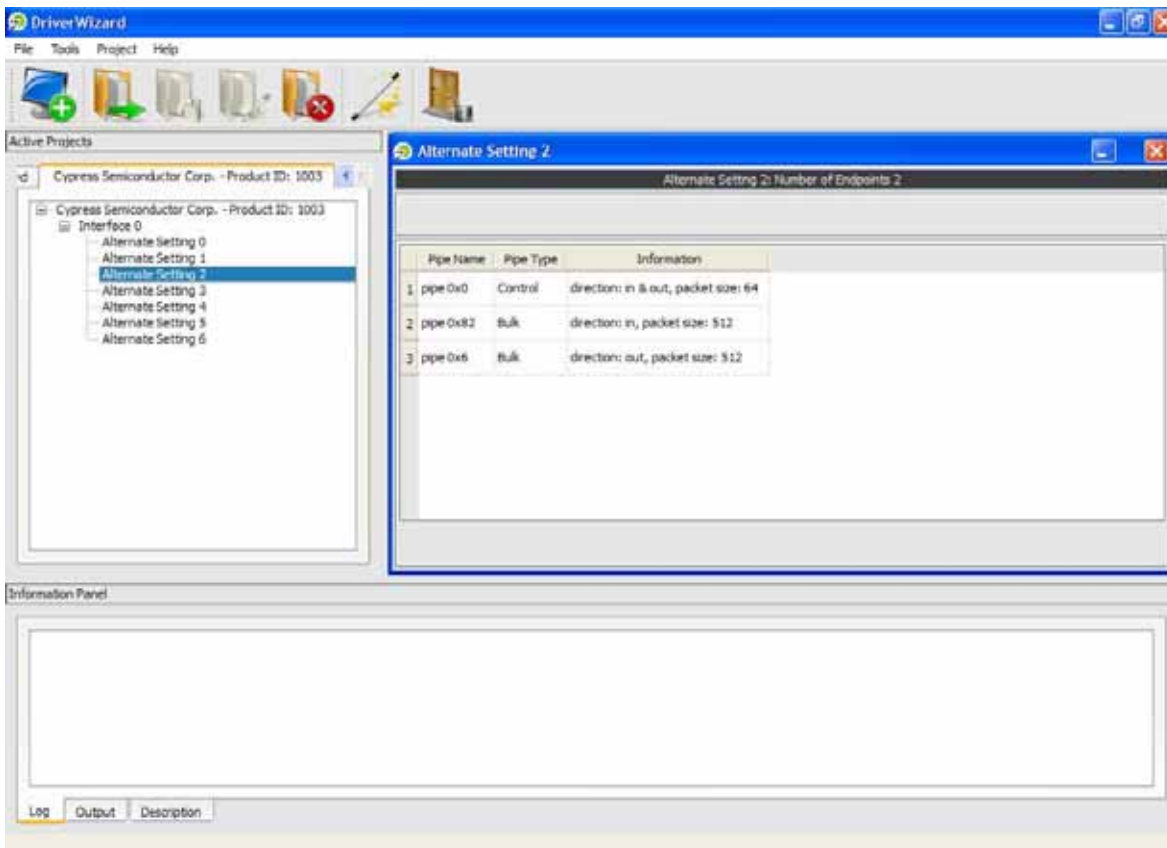 DriverWizard
File Tools Project Help
Active Projects
Cypress Semiconductor Corp. - Product ID: 1003
Cypress Semiconductor Corp. - Product ID: 1003
Interface 0
Alternate Setting 0
Alternate Setting 1
Alternate Setting 2
Alternate Setting 3
Alternate Setting 4
Alternate Setting 5
Alternate Setting 6
Alternate Setting 2
Alternate Setting 2: Number of Endpoints 2
Pipe Name Pipe Type Information
1 pipe 0x0 Control direction: in & out, packet size: 64
2 pipe 0x82 Bulk direction: in, packet size: 512
3 pipe 0x6 Bulk direction: out, packet size: 512
Information Panel
Log Output Description